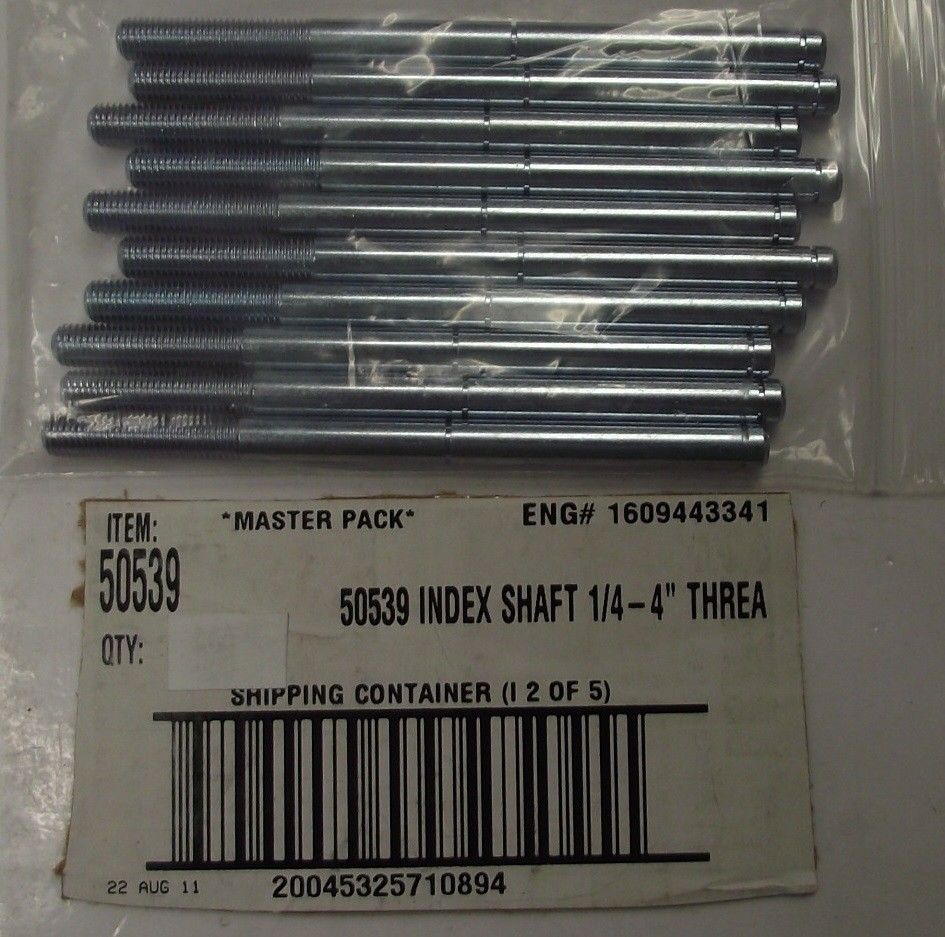 ITEM: *MASTER PACK* ENG# 1609443341
50539
50539 INDEX SHAFT 1/4-4" THREA
QTY:
SHIPPING CONTAINER (I 2 OF 5)
22 AUG 11 20045325710894